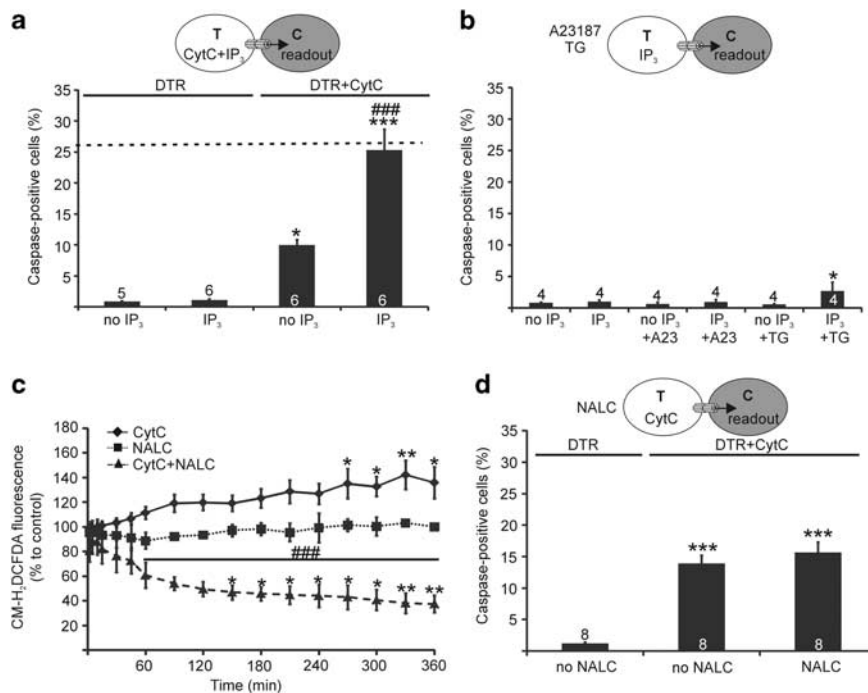 a
T
C
CytC+IP3
readout
DTR
DTR+CytC
Caspase-positive cells (%)
35
30
25
20
15
10
5
###
***
*
5
6
6
6
no IP3
IP3
no IP3
IP3
b
A23187
TG
T
C
IP3
readout
Caspase-positive cells (%)
35
30
25
20
15
10
5
*
4
4
4
4
4
4
no IP3
IP3
no IP3
+A23
IP3
+A23
no IP3
+TG
IP3
+TG
c
CytC
NALC
CytC+NALC
CM-H2DCFDA fluorescence
(% to control)
180
160
140
120
100
80
60
40
20
* * ** *
###
* * * * * * ** **
60 120 180 240 300 360
Time (min)
d
NALC
T
C
CytC
readout
DTR
DTR+CytC
Caspase-positive cells (%)
35
30
25
20
15
10
5
***
***
8
8
8
no NALC
no NALC
NALC